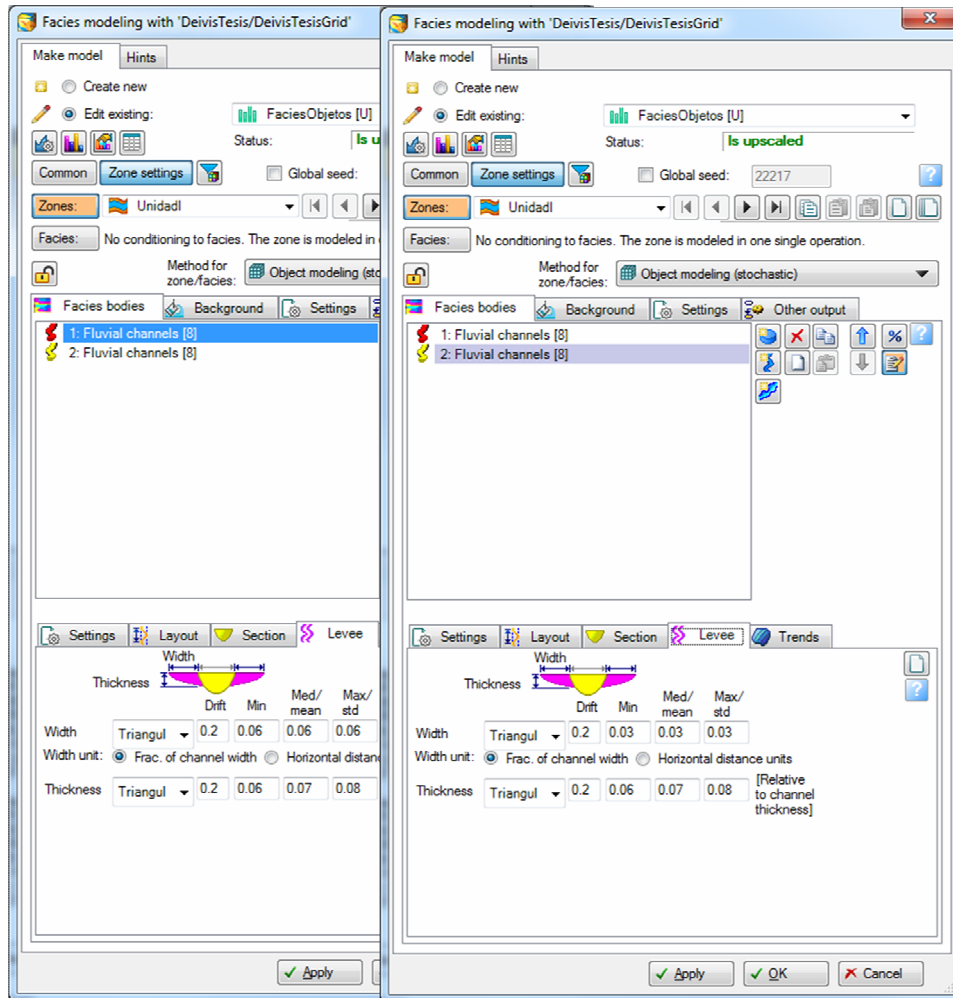 Facies modeling with 'DeivisTesis/DeivisTesisGrid'
Make model Hints
Create new
Edit existing: FaciesObjetos [U]
Status: Is u
Common Zone settings Global seed:
Zones: UnidadI
Facies: No conditioning to facies. The zone is modeled in
Method for
zone/facies: Object modeling (sto
Facies bodies Background Settings
1: Fluvial channels [8]
2: Fluvial channels [8]
Settings Layout Section Levee
Width
Thickness
Drift Min Med/
mean Max/
std
Width Triangul 0.2 0.06 0.06 0.06
Width unit: Frac. of channel width Horizontal distanc
Thickness Triangul 0.2 0.06 0.07 0.08
Apply
Facies modeling with 'DeivisTesis/DeivisTesisGrid'
Make model Hints
Create new
Edit existing: FaciesObjetos [U]
Status: Is upscaled
Common Zone settings Global seed: 22217
Zones: UnidadI
Facies: No conditioning to facies. The zone is modeled in one single operation.
Method for
zone/facies: Object modeling (stochastic)
Facies bodies Background Settings Other output
1: Fluvial channels [8]
2: Fluvial channels [8]
Settings Layout Section Levee Trends
Width
Thickness
Drift Min Med/
mean Max/
std
Width Triangul 0.2 0.03 0.03 0.03
Width unit: Frac. of channel width Horizontal distance units
Thickness Triangul 0.2 0.06 0.07 0.08 [Relative
to channel
thickness]
Apply OK Cancel